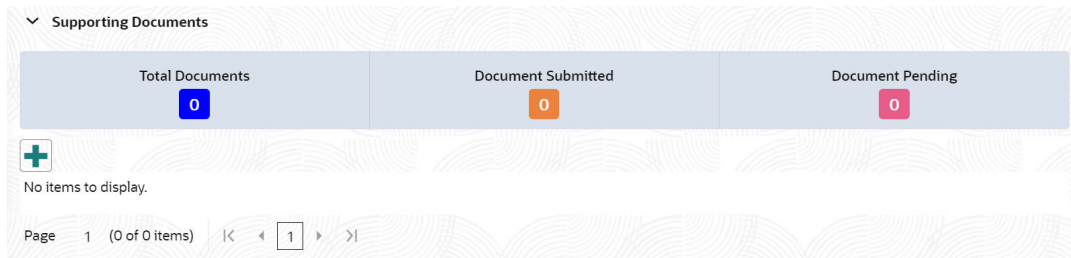 Supporting Documents
Total Documents Document Submitted Document Pending
0 0 0
No items to display.
Page 1 (0 of 0 items) 1